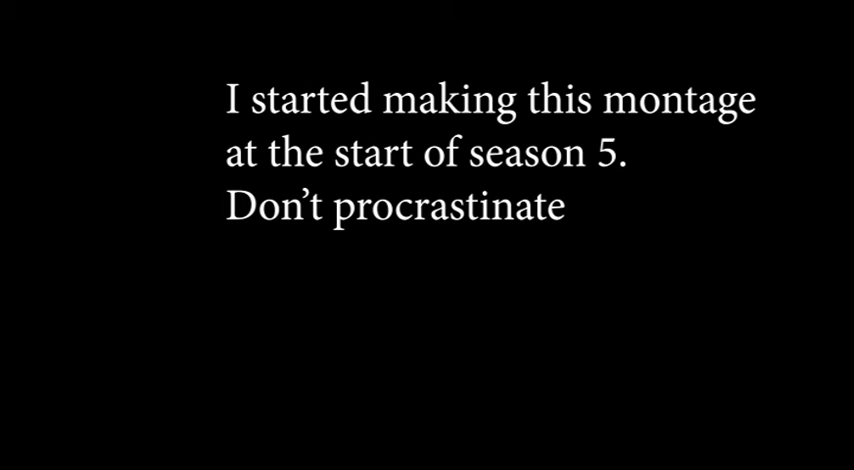 I started making this montage
at the start of season 5.
Don’t procrastinate